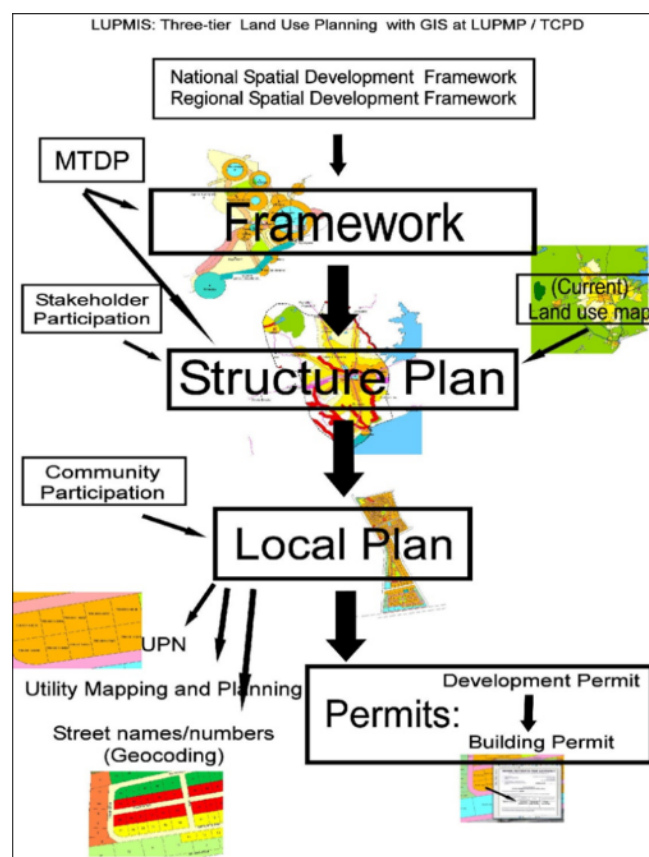 LUPMIS: Three-tier Land Use Planning with GIS at LUPMP / TCPD
National Spatial Development Framework
Regional Spatial Development Framework
MTDP
Framework
Stakeholder
Participation
(Current)
Land use map
Structure Plan
Community
Participation
Local Plan
UPN
Utility Mapping and Planning
Street names/numbers
(Geocoding)
Permits:
Development Permit
Building Permit